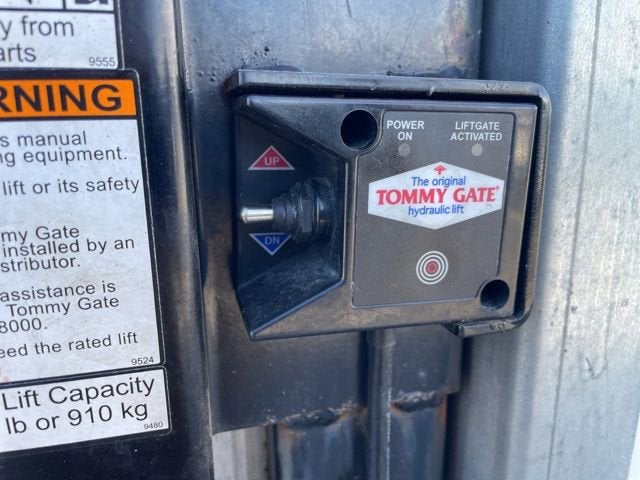 y from
arts
9555
RNING
s manual
ng equipment.
lift or its safety
my Gate
installed by an
stributor.
assistance is
Tommy Gate
8000.
eed the rated lift
9524
Lift Capacity
lb or 910 kg
9480
UP
DN
POWER
ON
LIFTGATE
ACTIVATED
The original
TOMMY GATE
hydraulic lift